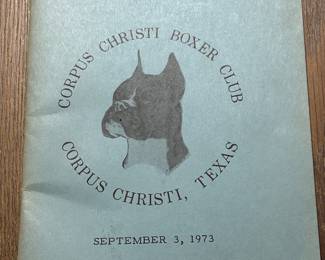 CORPUS CHRISTI BOXER CLUB
CORPUS CHRISTI, TEXAS
SEPTEMBER 3, 1973